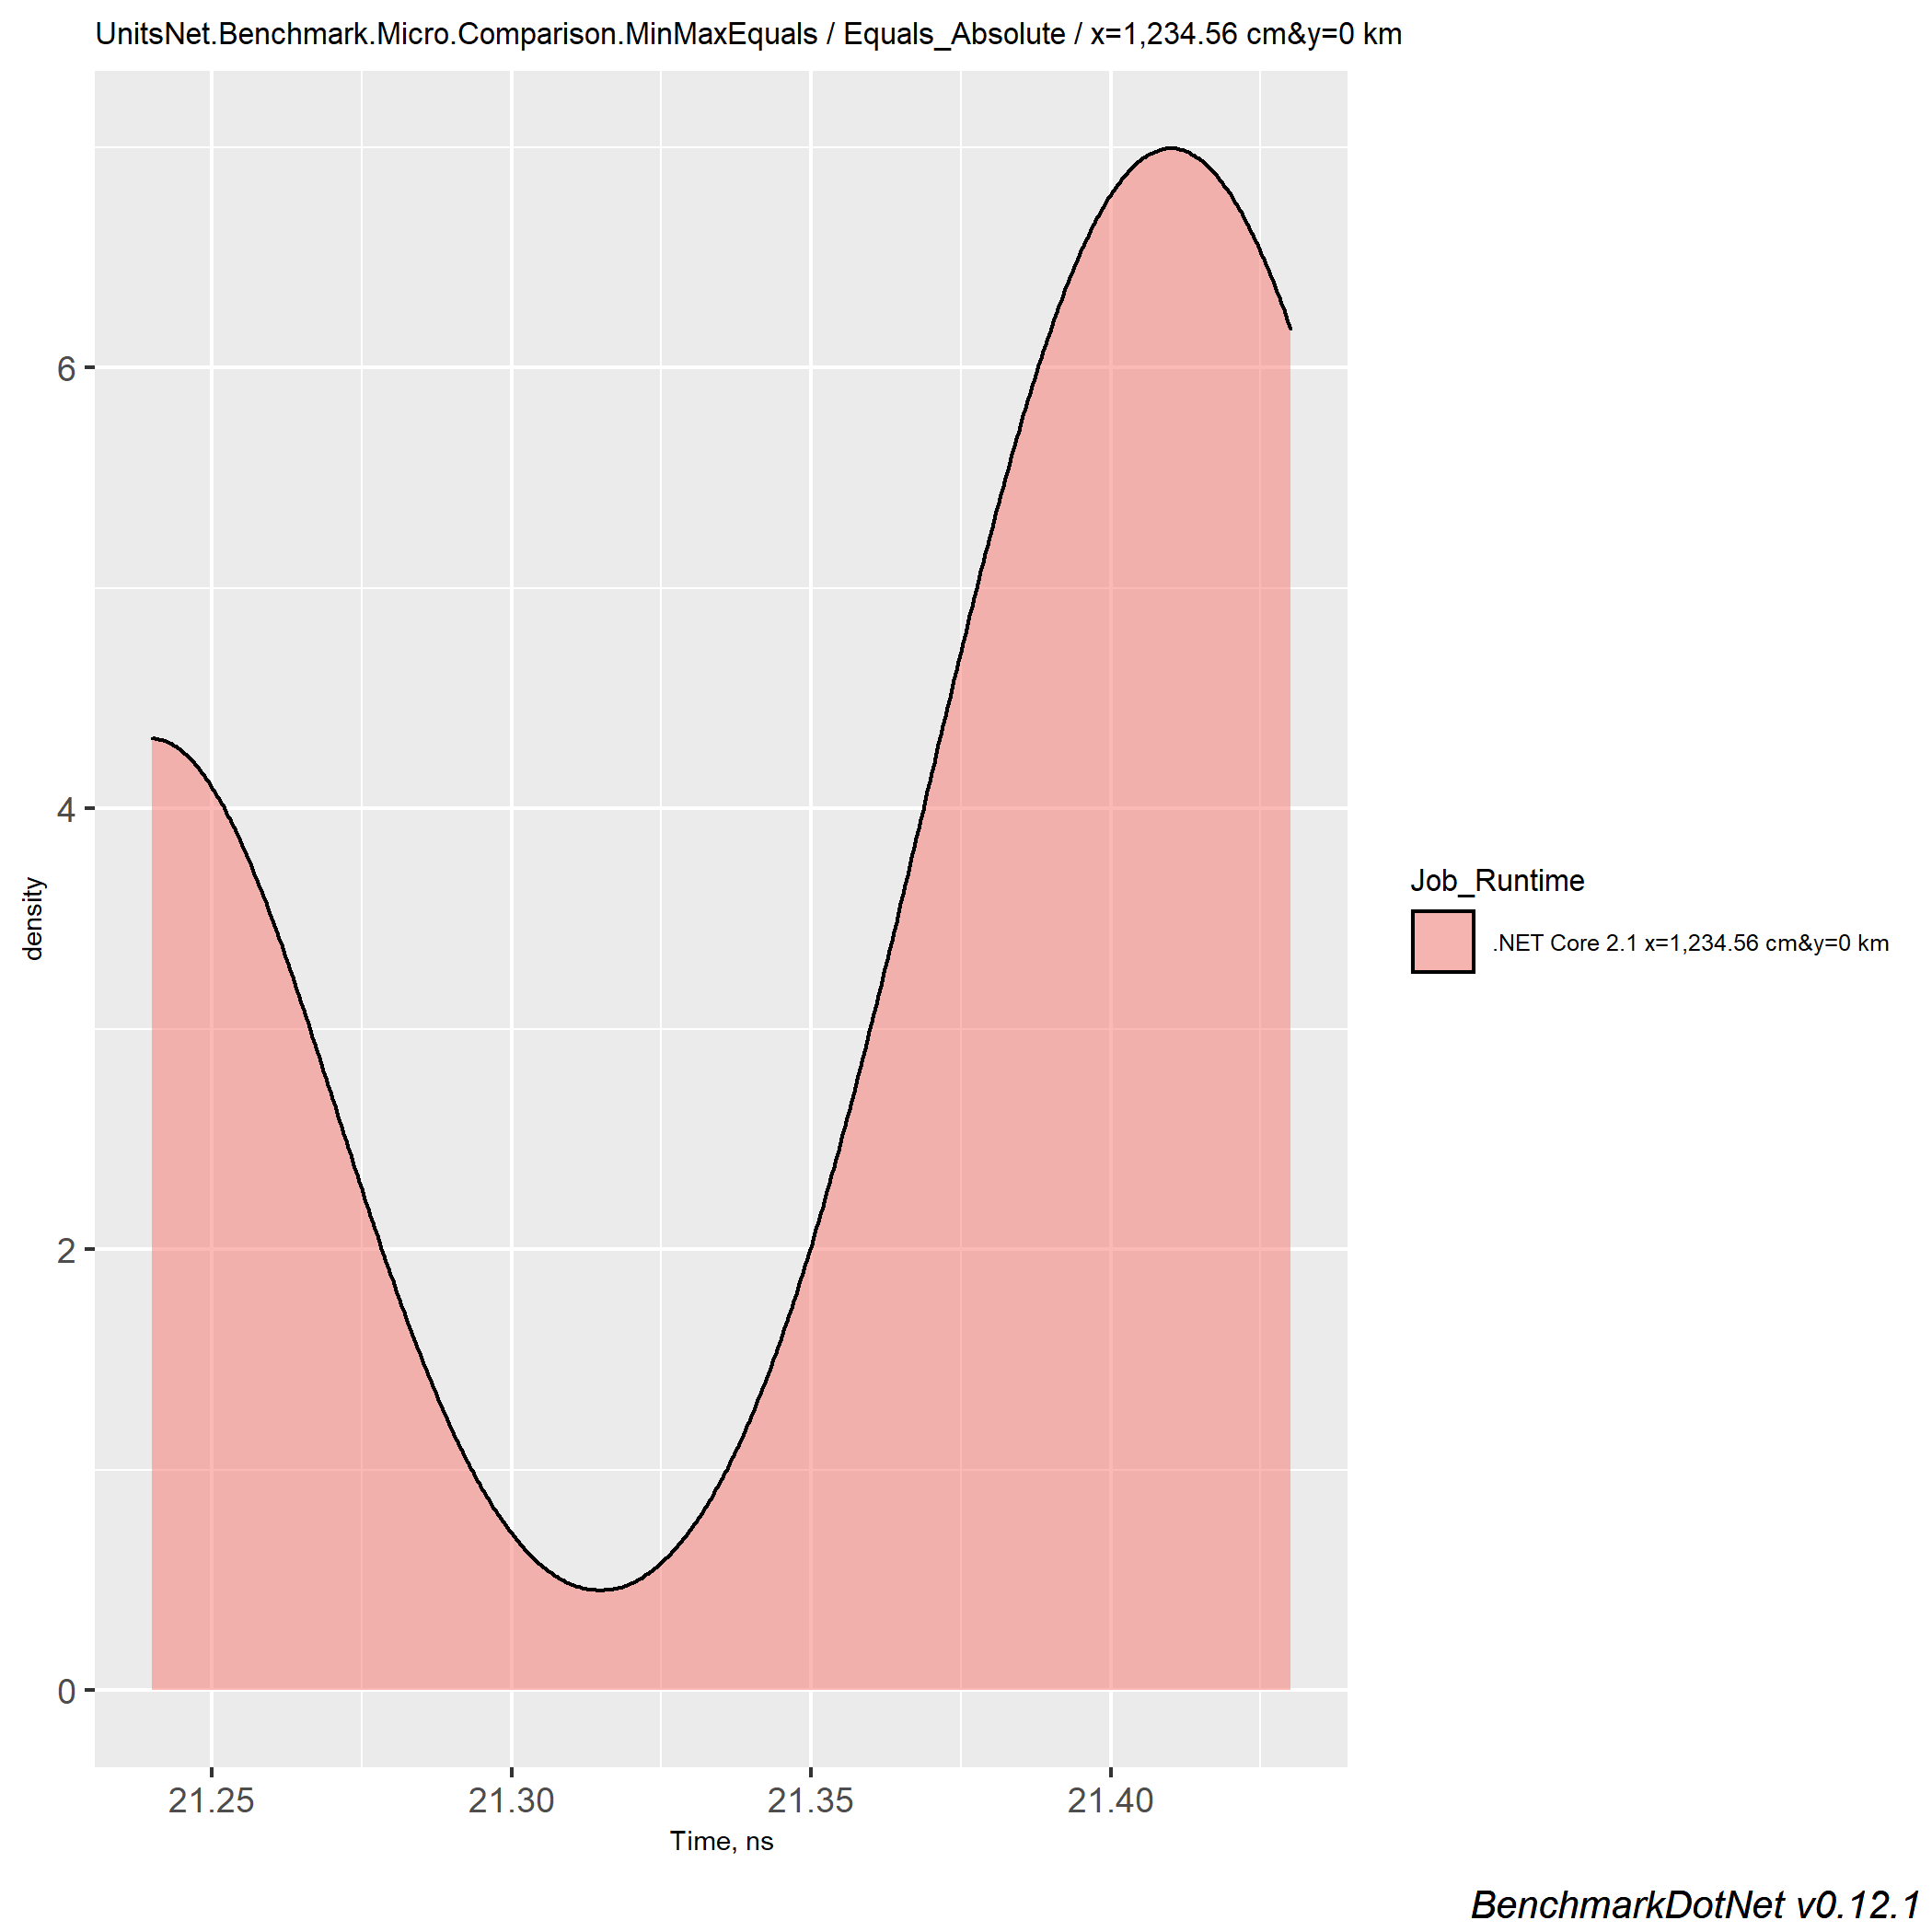 UnitsNet.Benchmark.Micro.Comparison.MinMaxEquals / Equals_Absolute / x=1,234.56 cm&y=0 km
6
4
2
0
density
21.25 21.30 21.35 21.40
Time, ns
Job_Runtime
.NET Core 2.1 x=1,234.56 cm&y=0 km
BenchmarkDotNet v0.12.1